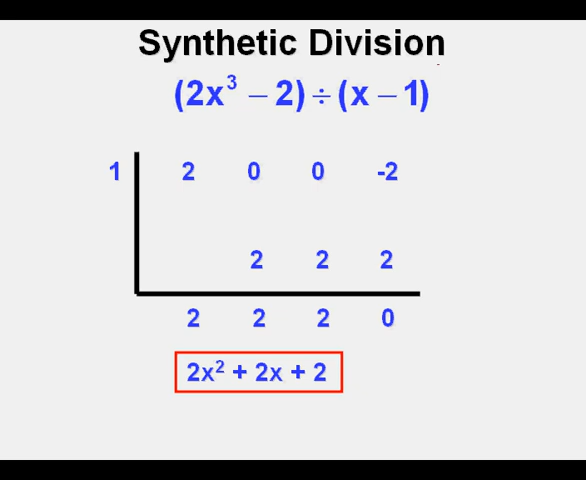 Synthetic Division
(2x³ − 2) ÷ (x − 1)
1 2 0 0 -2
2 2 2
2 2 2 0
2x² + 2x + 2